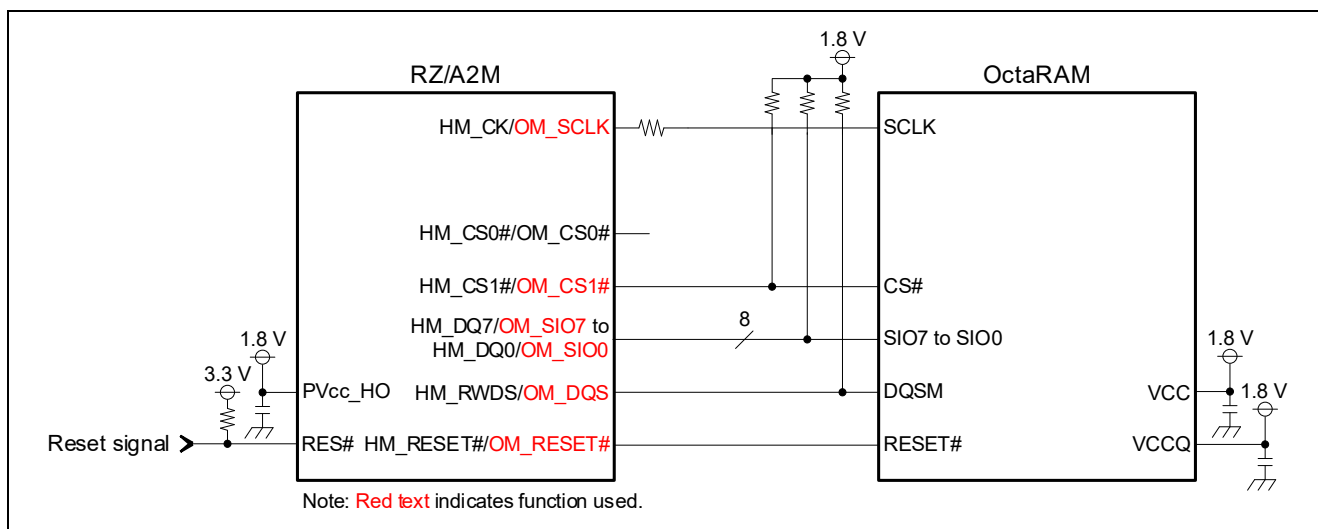 1.8 V
RZ/A2M
OctaRAM
HM_CK/OM_SCLK
SCLK
HM_CS0#/OM_CS0#
HM_CS1#/OM_CS1#
CS#
HM_DQ7/OM_SIO7 to
HM_DQ0/OM_SIO0
8
SIO7 to SIO0
1.8 V
3.3 V
PVcc_HO
HM_RWDS/OM_DQS
DQSM
VCC
1.8 V
1.8 V
Reset signal
RES#
HM_RESET#/OM_RESET#
RESET#
VCCQ
Note: Red text indicates function used.